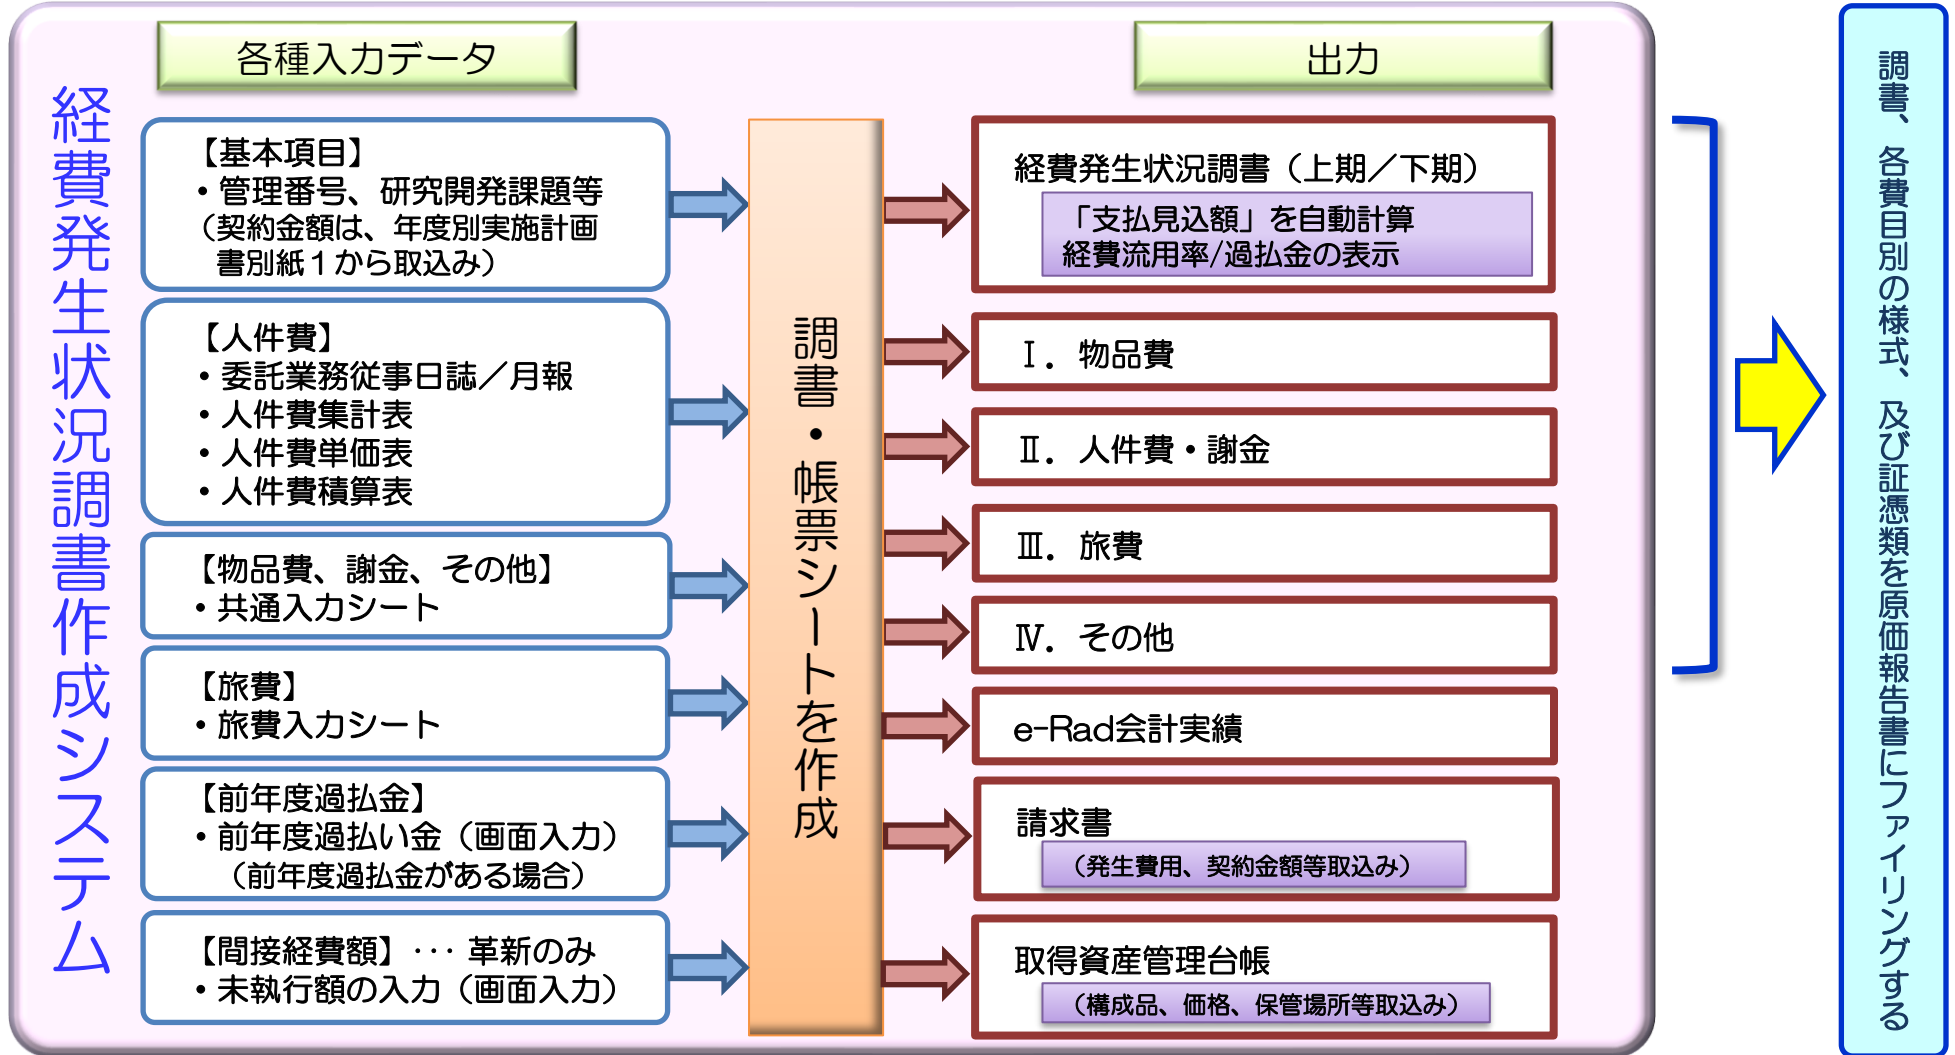 経費発生状況調書作成システム
各種入力データ
【基本項目】
・管理番号、研究開発課題等
（契約金額は、年度別実施計画
書別紙１から取込み）
【人件費】
・委託業務従事日誌／月報
・人件費集計表
・人件費単価表
・人件費積算表
【物品費、謝金、その他】
・共通入力シート
【旅費】
・旅費入力シート
【前年度過払金】
・前年度過払い金（画面入力）
（前年度過払金がある場合）
【間接経費額】･･･ 革新のみ
・未執行額の入力（画面入力）
調書・帳票シートを作成
出力
経費発生状況調書（上期／下期）
「支払見込額」を自動計算
経費流用率/過払金の表示
Ⅰ．物品費
Ⅱ．人件費・謝金
Ⅲ．旅費
Ⅳ．その他
e-Rad会計実績
請求書
（発生費用、契約金額等取込み）
取得資産管理台帳
（構成品、価格、保管場所等取込み）
調書、各費目別の様式、及び証憑類を原価報告書にファイリングする